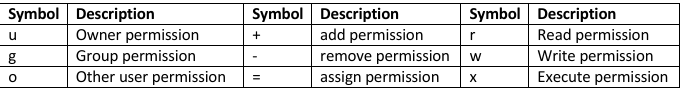 Symbol Description Symbol Description Symbol Description
u Owner permission + add permission r Read permission
g Group permission - remove permission w Write permission
o Other user permission = assign permission x Execute permission